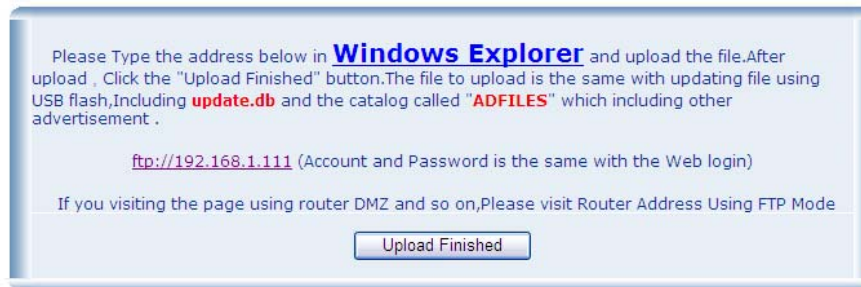 Please Type the address below in Windows Explorer and upload the file.After
upload , Click the "Upload Finished" button.The file to upload is the same with updating file using
USB flash,Including update.db and the catalog called "ADFILES" which including other
advertisement .
ftp://192.168.1.111 (Account and Password is the same with the Web login)
If you visiting the page using router DMZ and so on,Please visit Router Address Using FTP Mode
Upload Finished